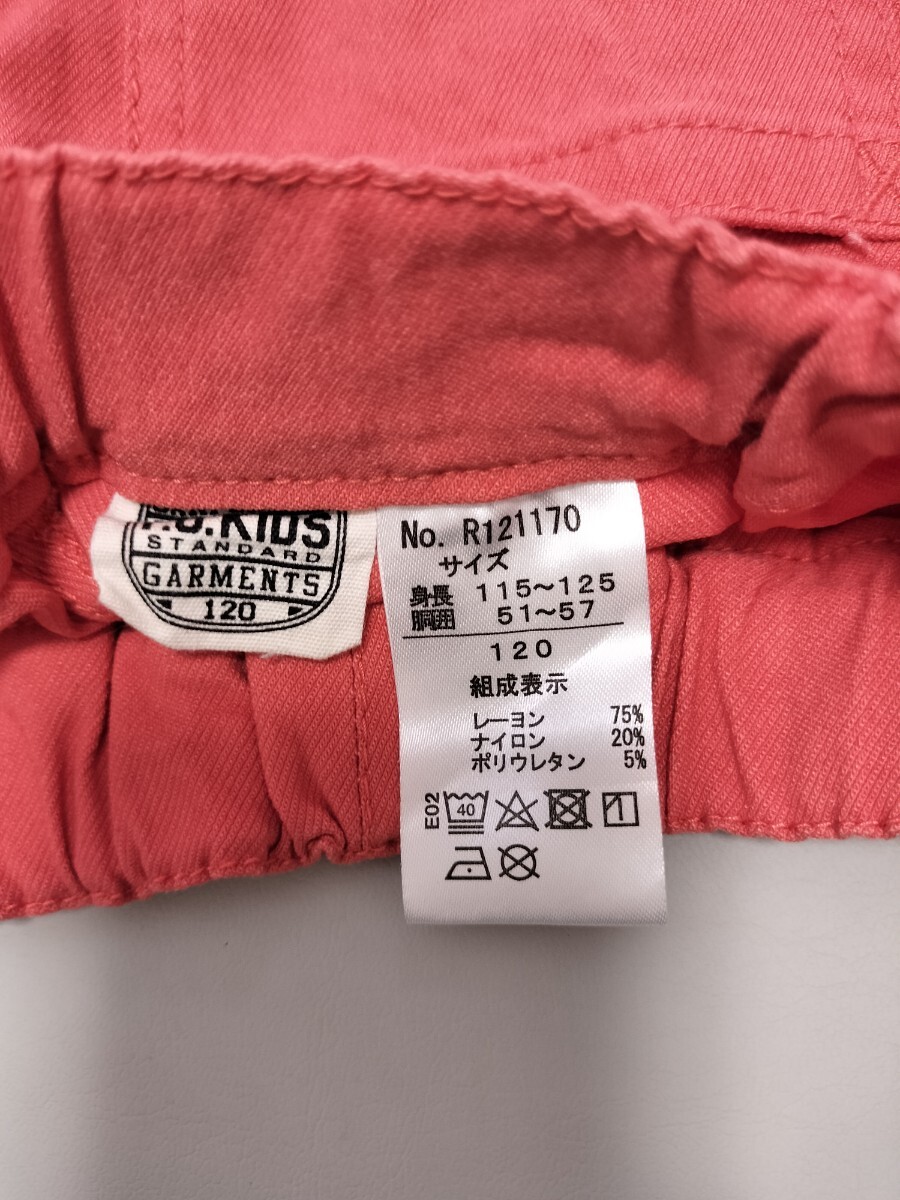 STANDARD
GARMENTS
120
No. R121170
サイズ
身長 115～125
胴囲 51～57
120
組成表示
レーヨン 75%
ナイロン 20%
ポリウレタン 5%
E02
40